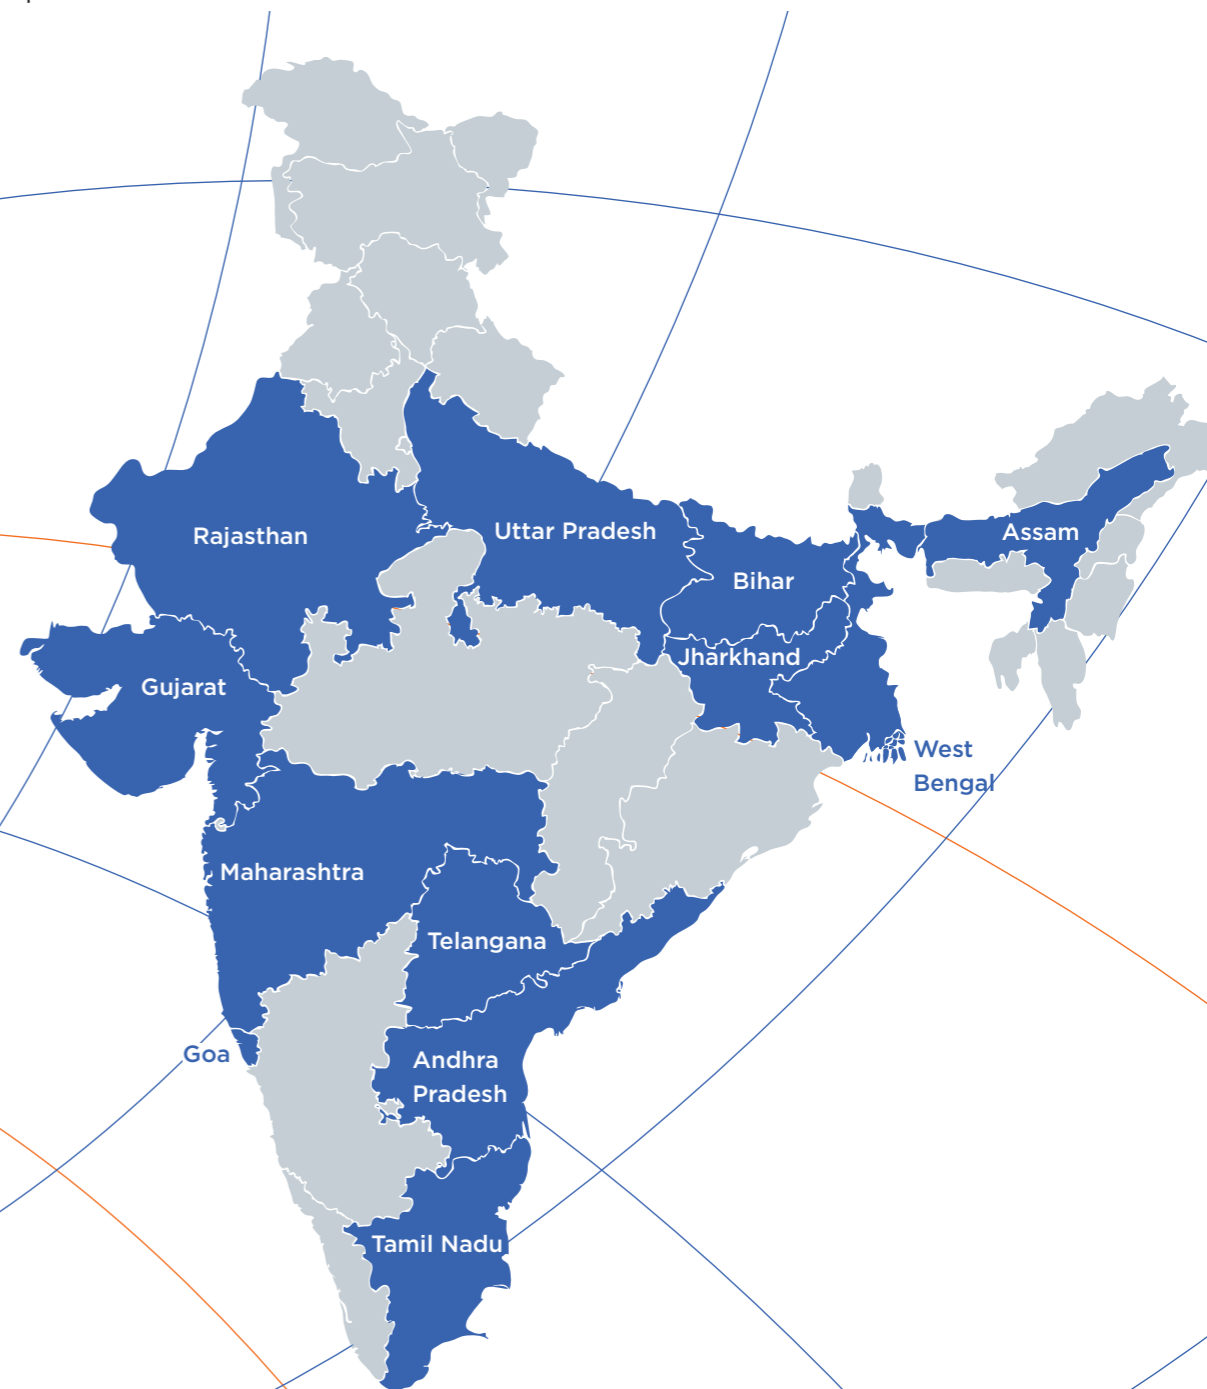 Rajasthan
Uttar Pradesh
Assam
Bihar
Jharkhand
Gujarat
West
Bengal
Maharashtra
Telangana
Goa
Andhra
Pradesh
Tamil Nadu